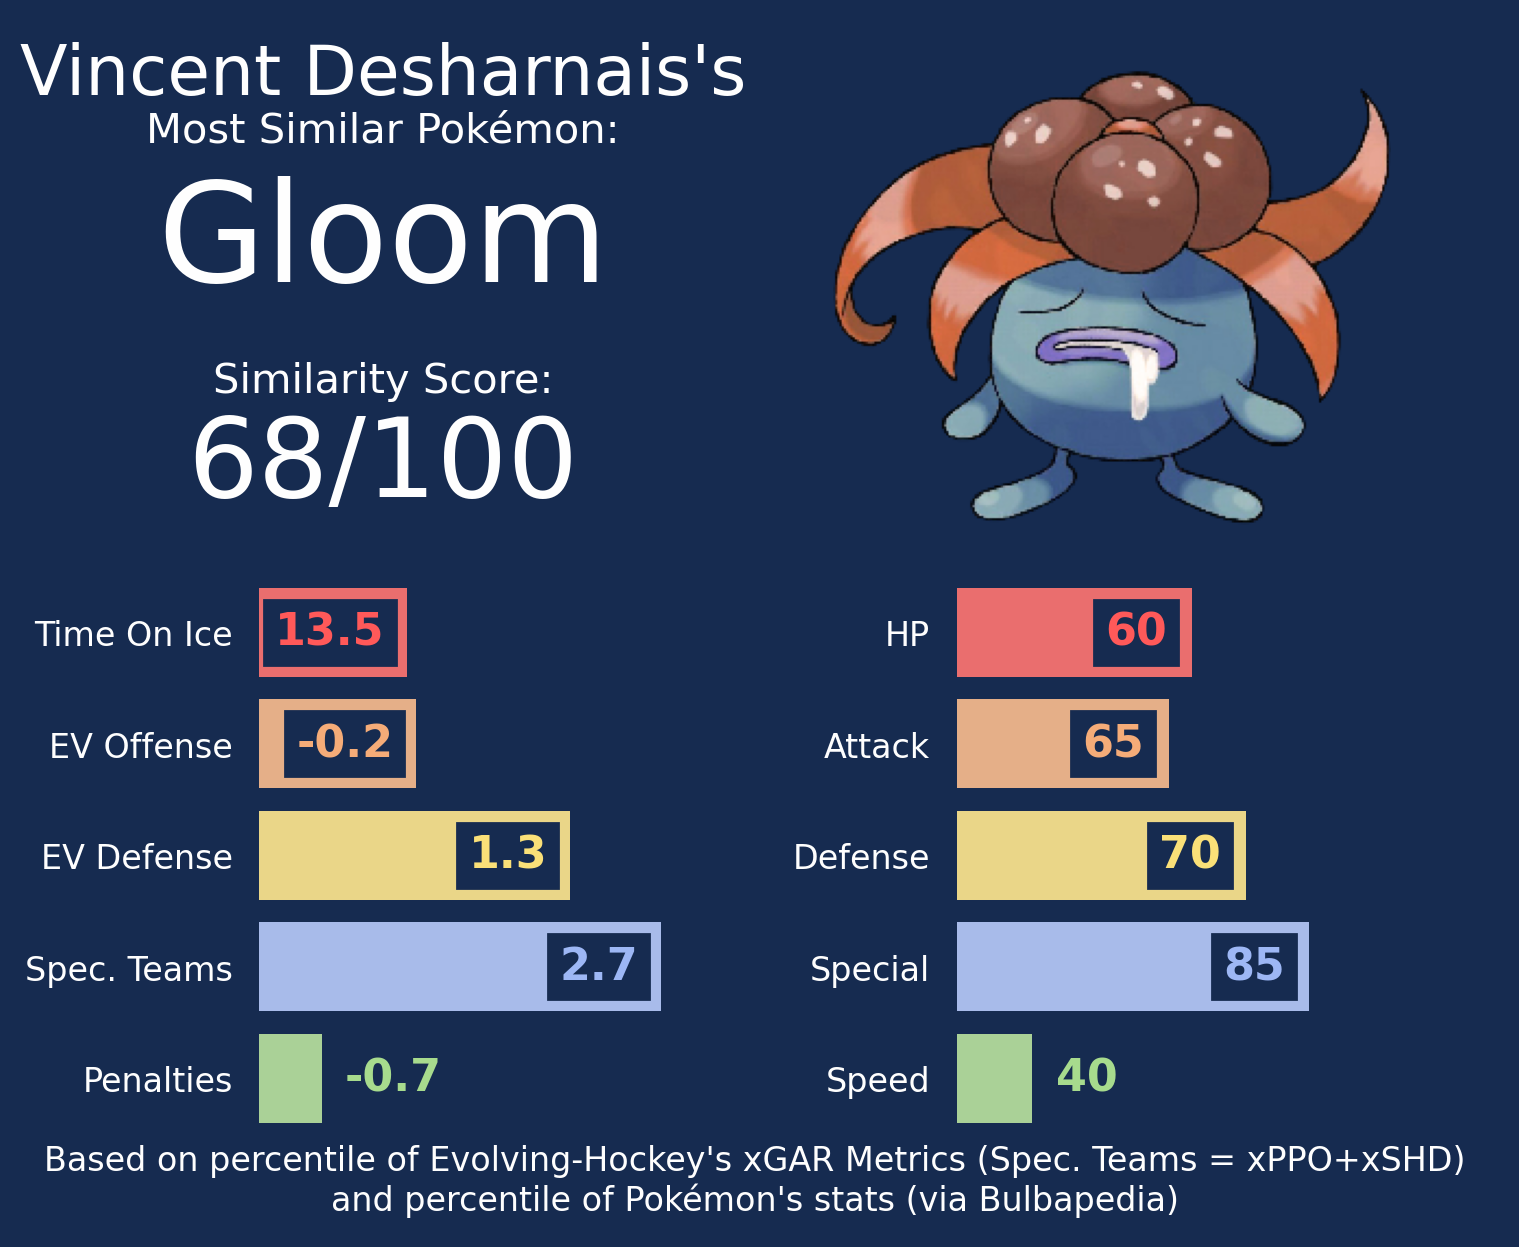 Vincent Desharnais's
Most Similar Pokémon:
Gloom
Similarity Score:
68/100
Time On Ice 13.5
EV Offense -0.2
EV Defense 1.3
Spec. Teams 2.7
Penalties -0.7
HP 60
Attack 65
Defense 70
Special 85
Speed 40
Based on percentile of Evolving-Hockey's xGAR Metrics (Spec. Teams = xPPO+xSHD)
and percentile of Pokémon's stats (via Bulbapedia)